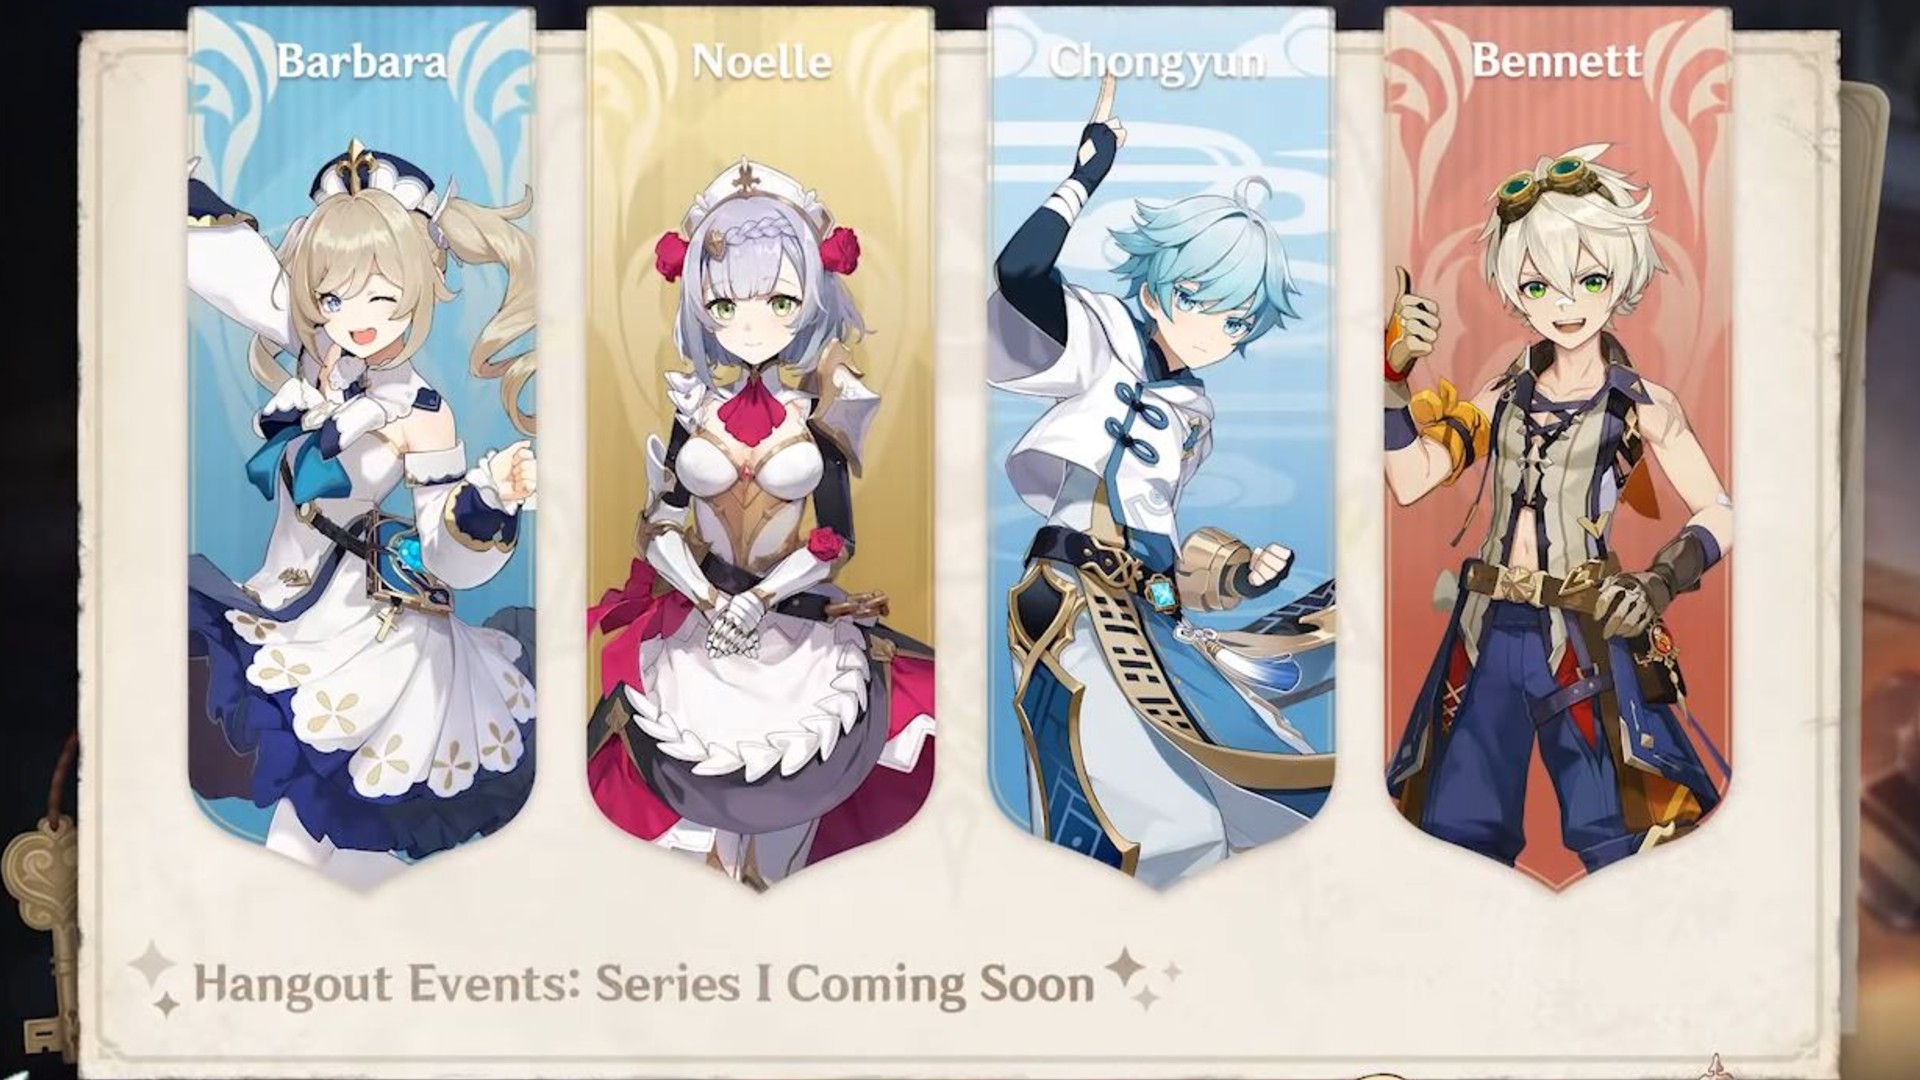 Barbara
Noelle
Chongyun
Bennett
Hangout Events: Series I Coming Soon